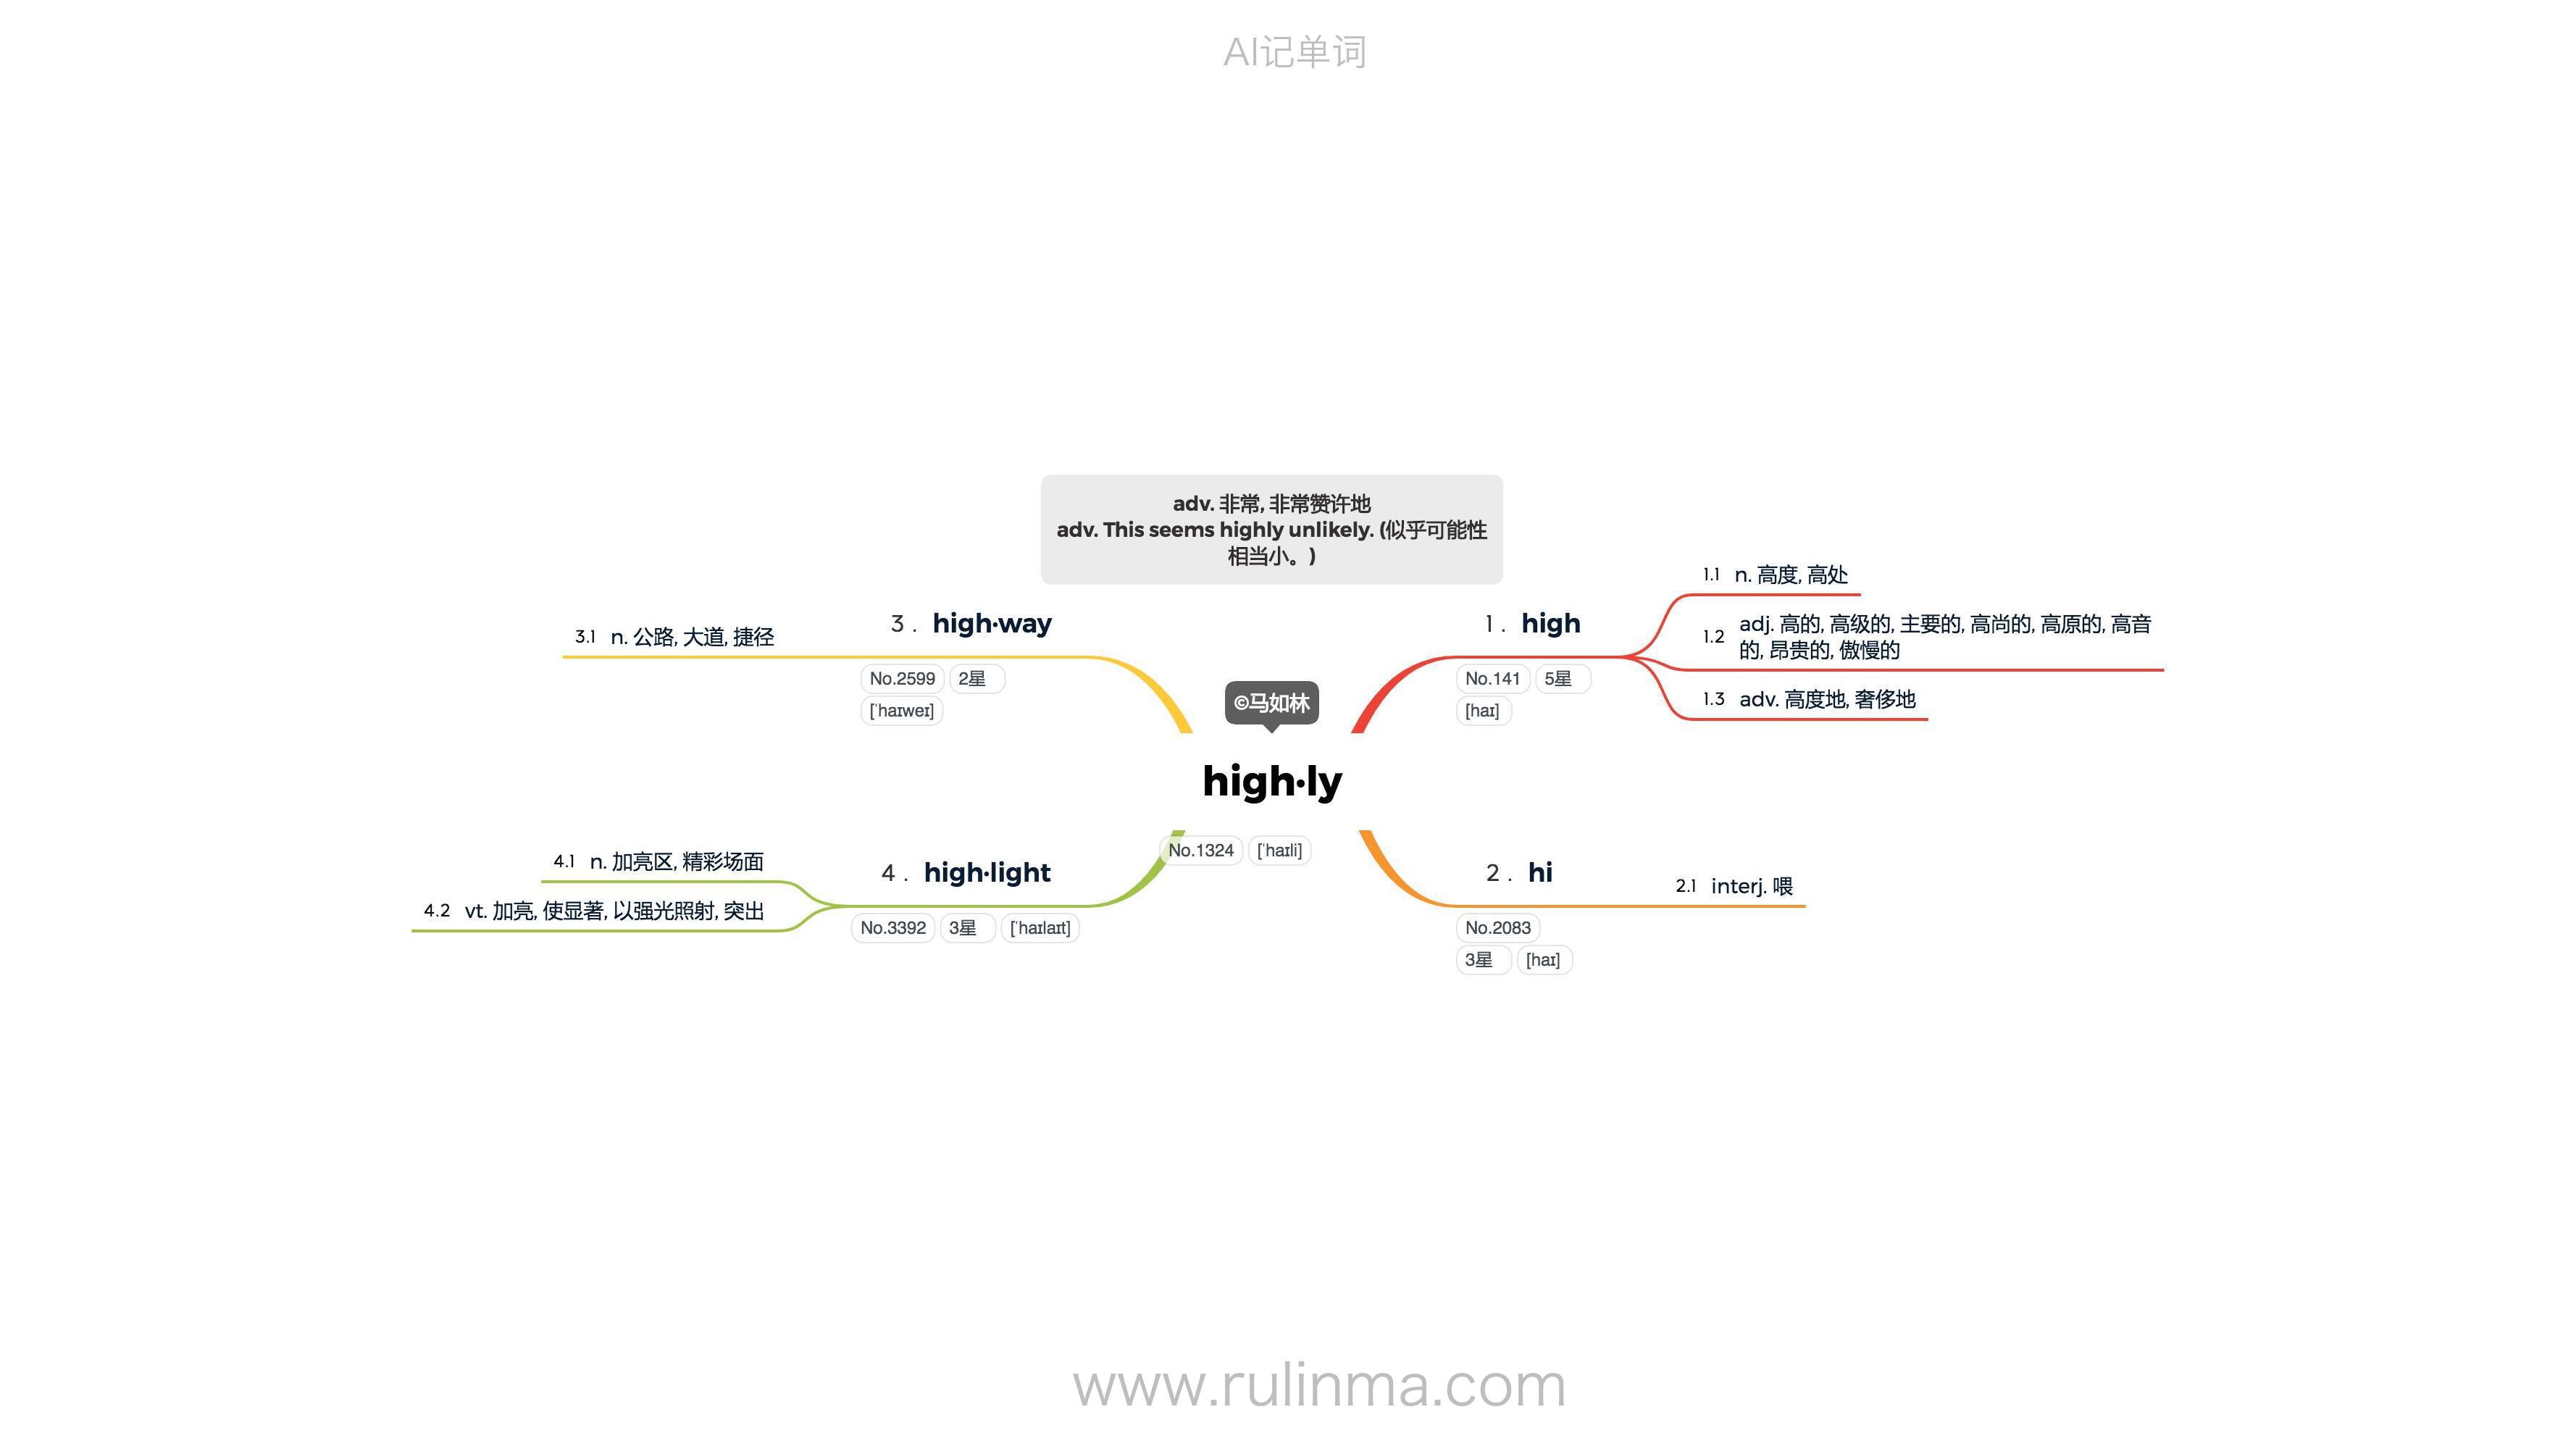 AI记单词
adv. 非常, 非常赞许地
adv. This seems highly unlikely. (似乎可能性
相当小。)
©马如林
high·ly
No.1324 [ˈhaɪli]
1 . high
No.141 5星
[haɪ]
1.1 n. 高度, 高处
1.2 adj. 高的, 高级的, 主要的, 高尚的, 高原的, 高音
的, 昂贵的, 傲慢的
1.3 adv. 高度地, 奢侈地
2 . hi
No.2083
3星 [haɪ]
2.1 interj. 喂
3 . high·way
No.2599 2星
[ˈhaɪweɪ]
3.1 n. 公路, 大道, 捷径
4 . high·light
No.3392 3星 [ˈhaɪlaɪt]
4.1 n. 加亮区, 精彩场面
4.2 vt. 加亮, 使显著, 以强光照射, 突出
www.rulinma.com